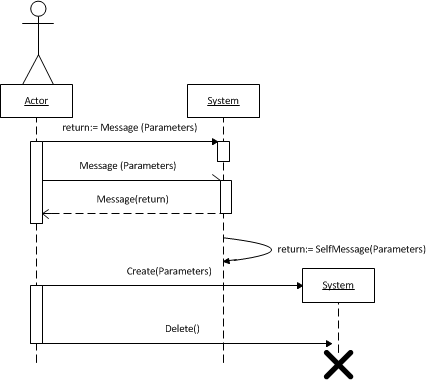 Actor
System
return:= Message (Parameters)
Message (Parameters)
Message(return)
return:= SelfMessage(Parameters)
Create(Parameters)
System
Delete()